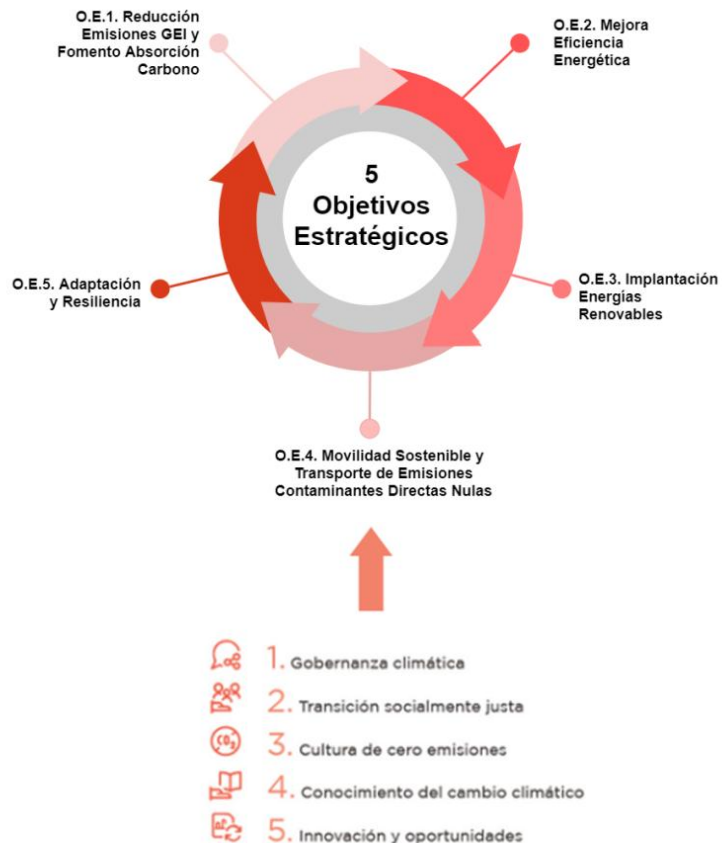 O.E.1. Reducción
Emisiones GEI y
Fomento Absorción
Carbono
O.E.2. Mejora
Eficiencia
Energética
5
Objetivos
Estratégicos
O.E.5. Adaptación
y Resiliencia
O.E.3. Implantación
Energías
Renovables
O.E.4. Movilidad Sostenible y
Transporte de Emisiones
Contaminantes Directas Nulas
1. Gobernanza climática
2. Transición socialmente justa
CO2
3. Cultura de cero emisiones
4. Conocimiento del cambio climático
5. Innovación y oportunidades